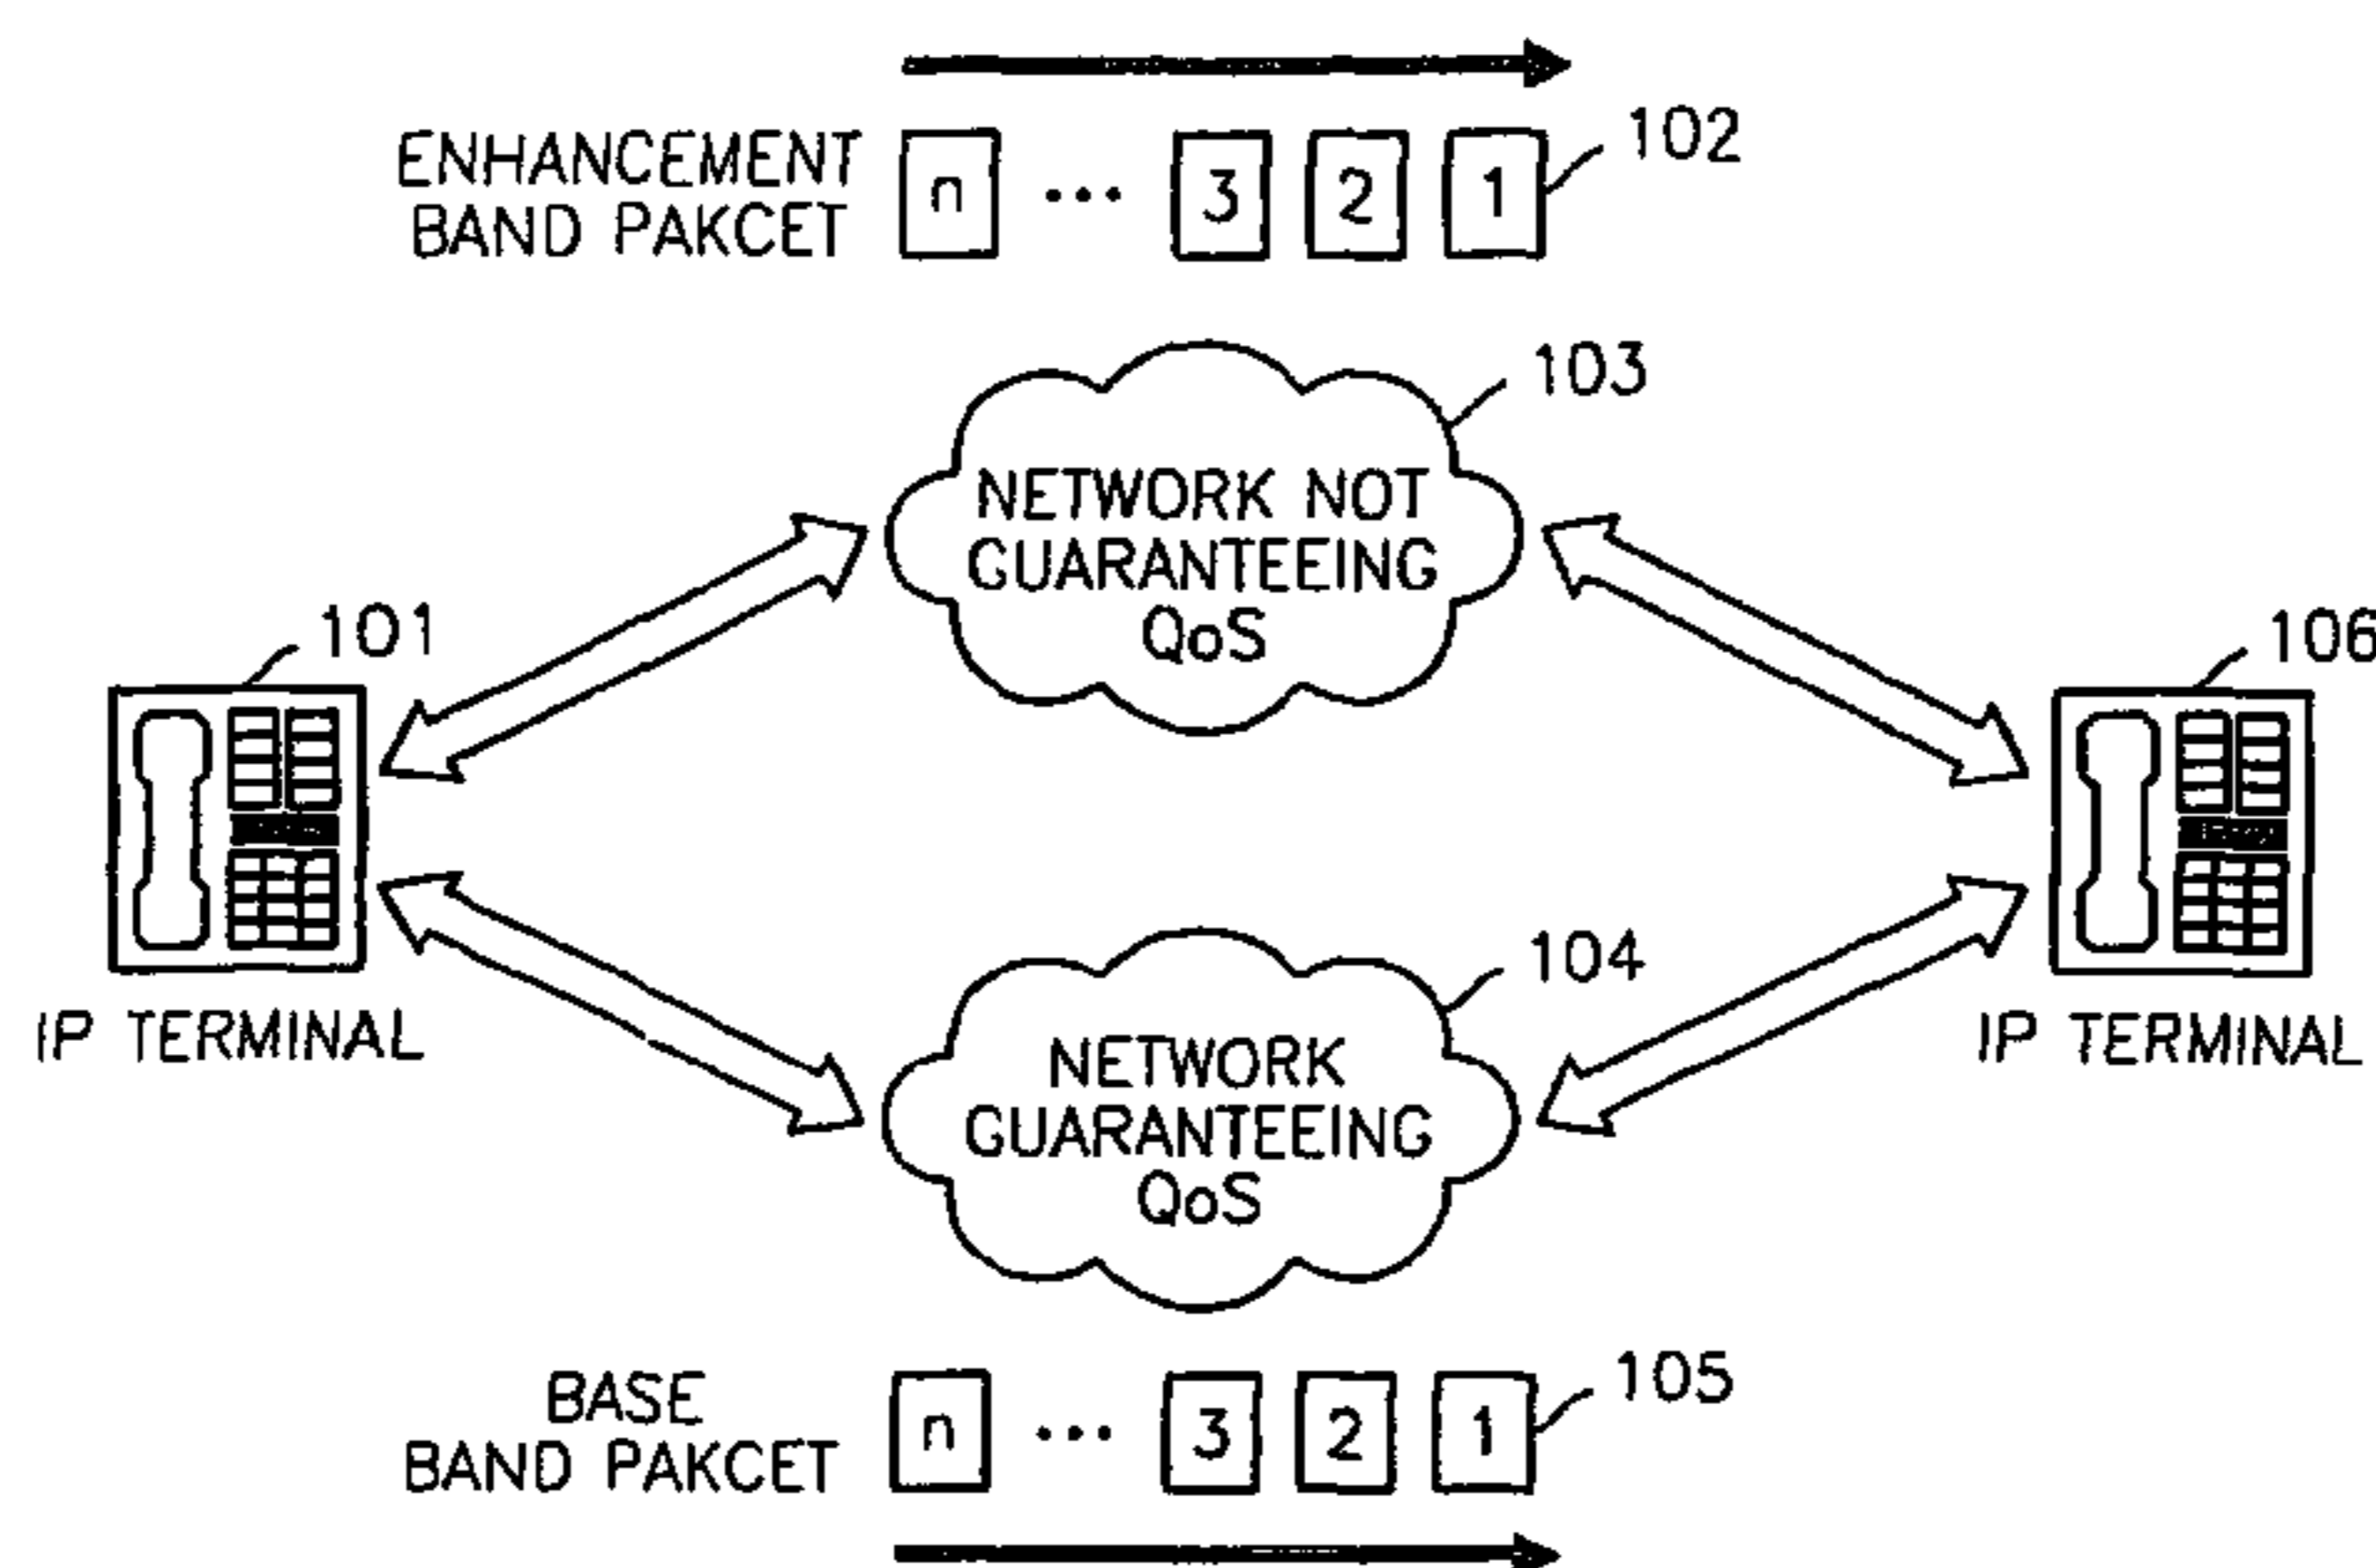 ENHANCEMENT
BAND PAKCET
n ... 3 2 1
102
103
NETWORK NOT
GUARANTEEING
QoS
101
106
IP TERMINAL
IP TERMINAL
104
NETWORK
GUARANTEEING
QoS
BASE
BAND PAKCET
n ... 3 2 1
105